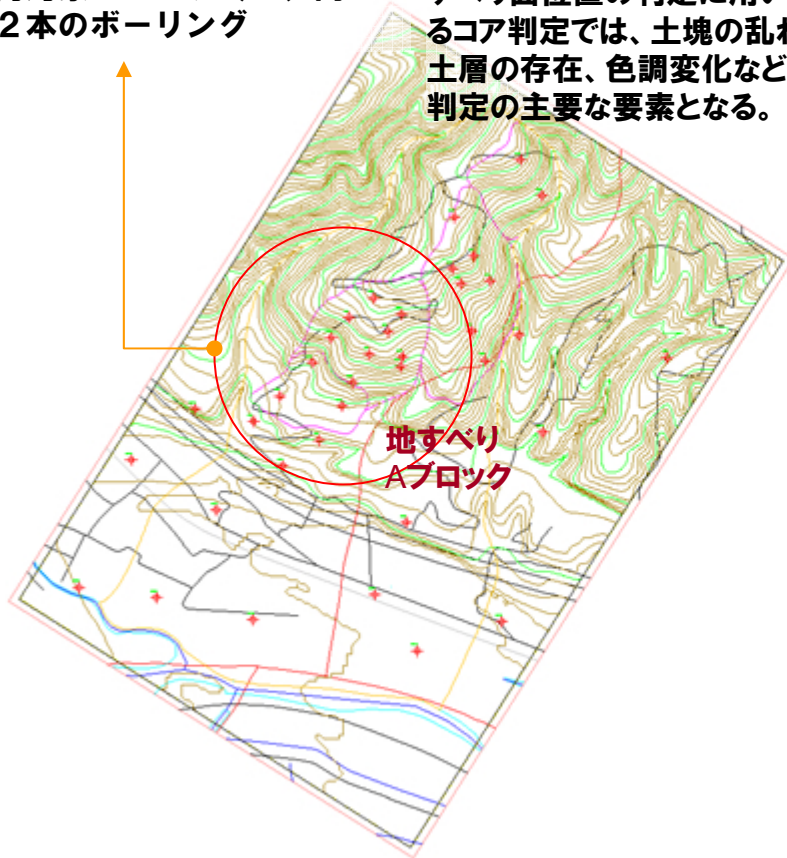 ２本のボーリング
るコア判定では、土塊の乱れ
土層の存在、色調変化など
判定の主要な要素となる。
地すべり
Aブロック